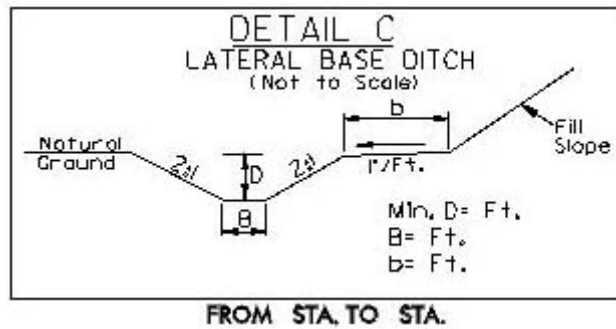 DETAIL C
LATERAL BASE DITCH
(Not to Scale)
b
Natural
Ground
2:1
D
2:1
1"/Ft.
Fill
Slope
B
Min. D= Ft.
B= Ft.
b= Ft.
FROM STA. TO STA.